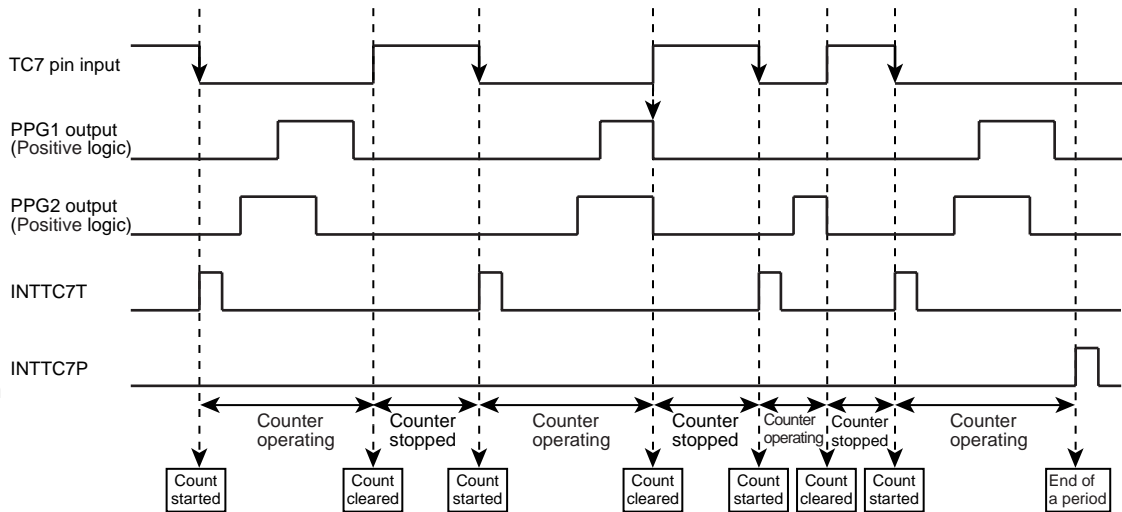 TC7 pin input
PPG1 output
(Positive logic)
PPG2 output
(Positive logic)
INTTC7T
INTTC7P
Counter
operating
Counter
stopped
Counter
operating
Counter
stopped
Counter
operating
Counter
stopped
Counter
operating
Count
started
Count
cleared
Count
started
Count
cleared
Count
started
Count
cleared
Count
started
End of
a period